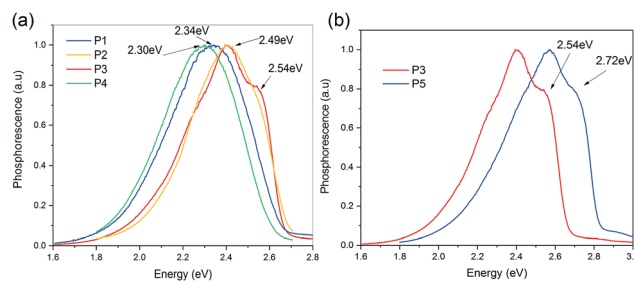 (a)
P1
P2
P3
P4
2.34eV
2.30eV
2.49eV
2.54eV
Phosphorescence (a.u)
1.0
0.8
0.6
0.4
0.2
0.0
1.6 1.8 2.0 2.2 2.4 2.6 2.8
Energy (eV)
(b)
P3
P5
2.54eV
2.72eV
Phosphorescence (a.u)
1.0
0.8
0.6
0.4
0.2
0.0
1.6 1.8 2.0 2.2 2.4 2.6 2.8 3.
Energy (eV)